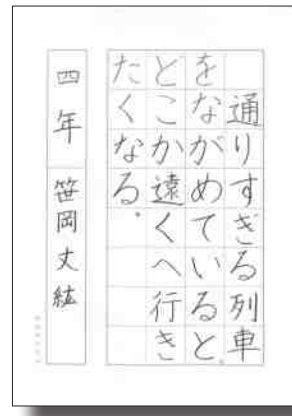 通りすぎる列車
をながめていると、
どこか遠くへ行き
たくなる。
四年 笹岡丈紘